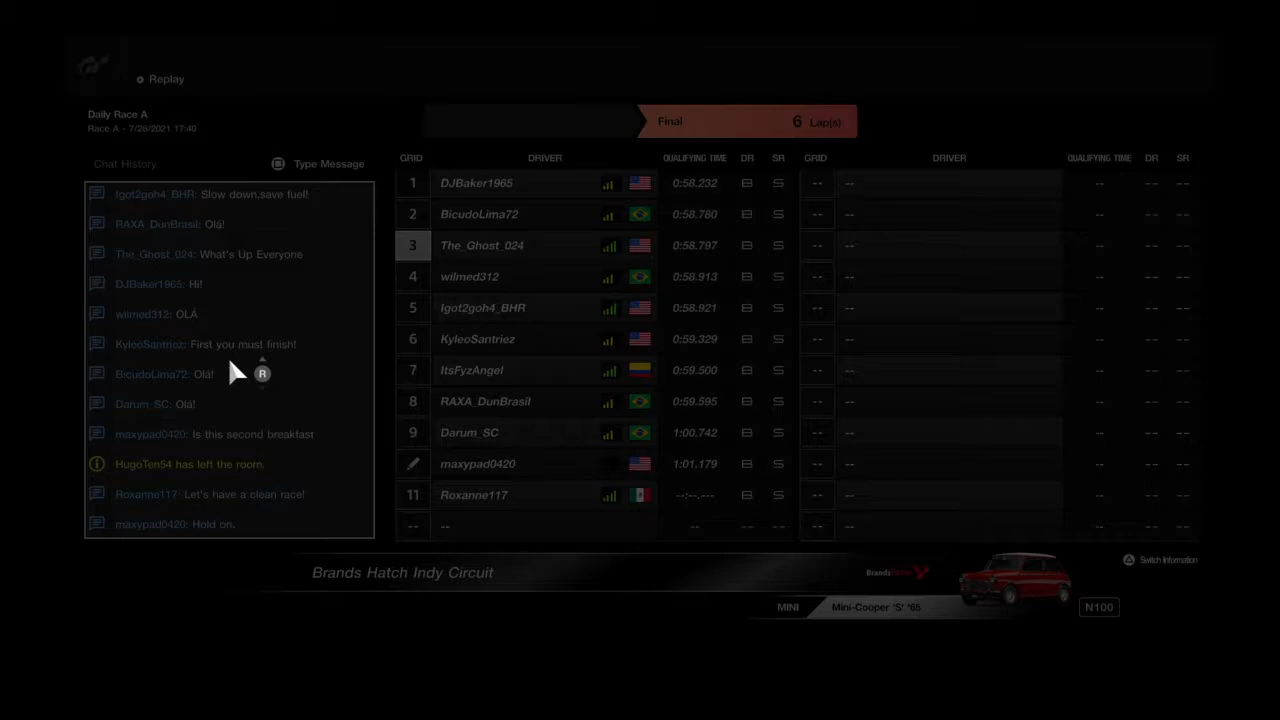 Replay
Daily Race A
Race A - 7/26/2021 17:40
Final 6 Lap(s)
Chat History Type Message
Igot2goh4_BHR: Slow down,save fuel!
RAXA_DunBrasil: Olá!
The_Ghost_024: What's Up Everyone
DJBaker1965: Hi!
wilmed312: OLÁ
KyleoSantriez: First you must finish!
BicudoLima72: Olá!
R
Darum_SC: Olá!
maxypad0420: Is this second breakfast
HugoTen54 has left the room.
Roxanne117: Let's have a clean race!
maxypad0420: Hold on.
GRID DRIVER QUALIFYING TIME DR SR GRID DRIVER QUALIFYING TIME DR SR
1 DJBaker1965 0:58.232 B S -- -- -- -- --
2 BicudoLima72 0:58.780 B S -- -- -- -- --
3 The_Ghost_024 0:58.797 B S -- -- -- -- --
4 wilmed312 0:58.913 B S -- -- -- -- --
5 Igot2goh4_BHR 0:58.921 B S -- -- -- -- --
6 KyleoSantriez 0:59.329 B S -- -- -- -- --
7 ItsFyzAngel 0:59.500 B S -- -- -- -- --
8 RAXA_DunBrasil 0:59.595 B S -- -- -- -- --
9 Darum_SC 1:00.742 B S -- -- -- -- --
maxypad0420 1:01.179 B S -- -- -- -- --
11 Roxanne117 --:--.--- B S -- -- -- -- --
-- -- -- -- -- -- -- -- -- --
Brands Hatch Indy Circuit
BrandsHatch
Switch Information
MINI Mini-Cooper 'S' '65 N100